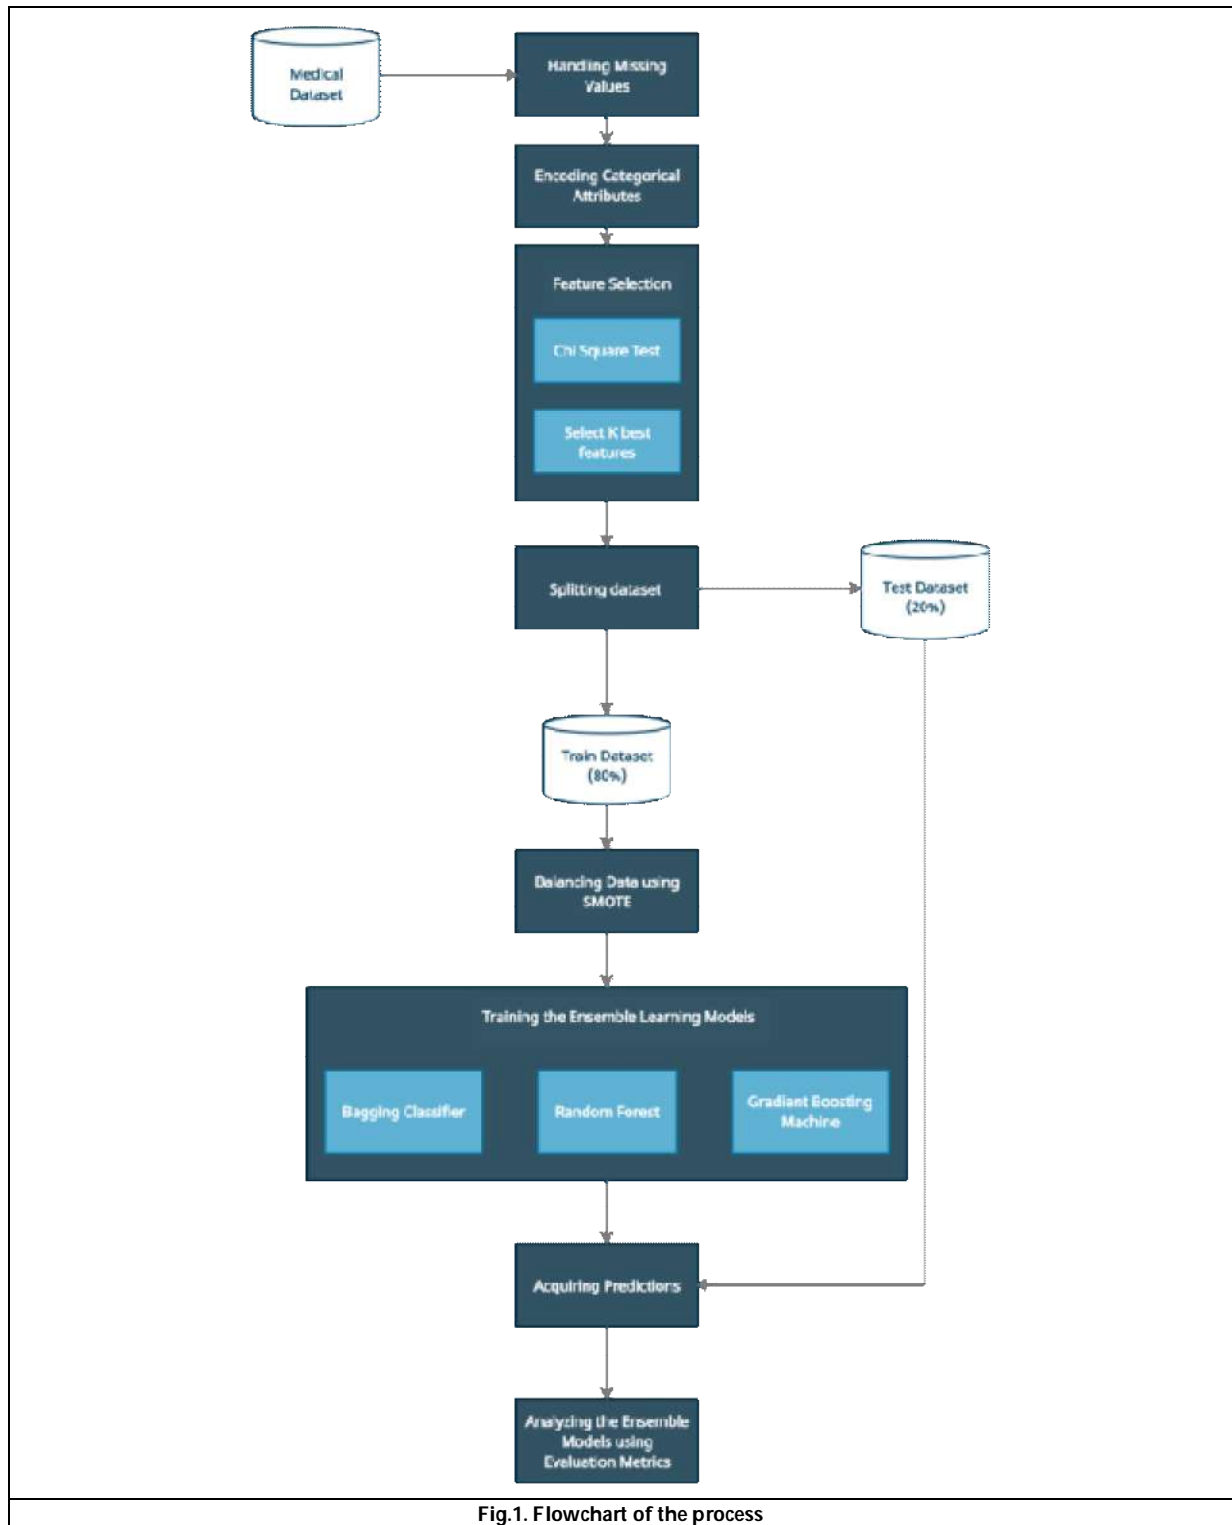 Medical
Dataset
Handling Missing
Values
Encoding Categorical
Attributes
Feature Selection
Chi Square Test
Select K best
features
Splitting dataset
Test Dataset
(20%)
Train Dataset
(80%)
Balancing Data using
SMOTE
Training the Ensemble Learning Models
Bagging Classifier
Random Forest
Gradiant Boosting
Machine
Acquiring Predictions
Analyzing the Ensemble
Models using
Evaluation Metrics
Fig.1. Flowchart of the process